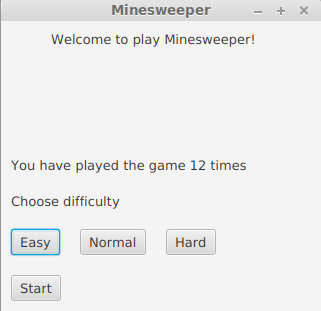 Minesweeper
Welcome to play Minesweeper!
You have played the game 12 times
Choose difficulty
Easy Normal Hard
Start